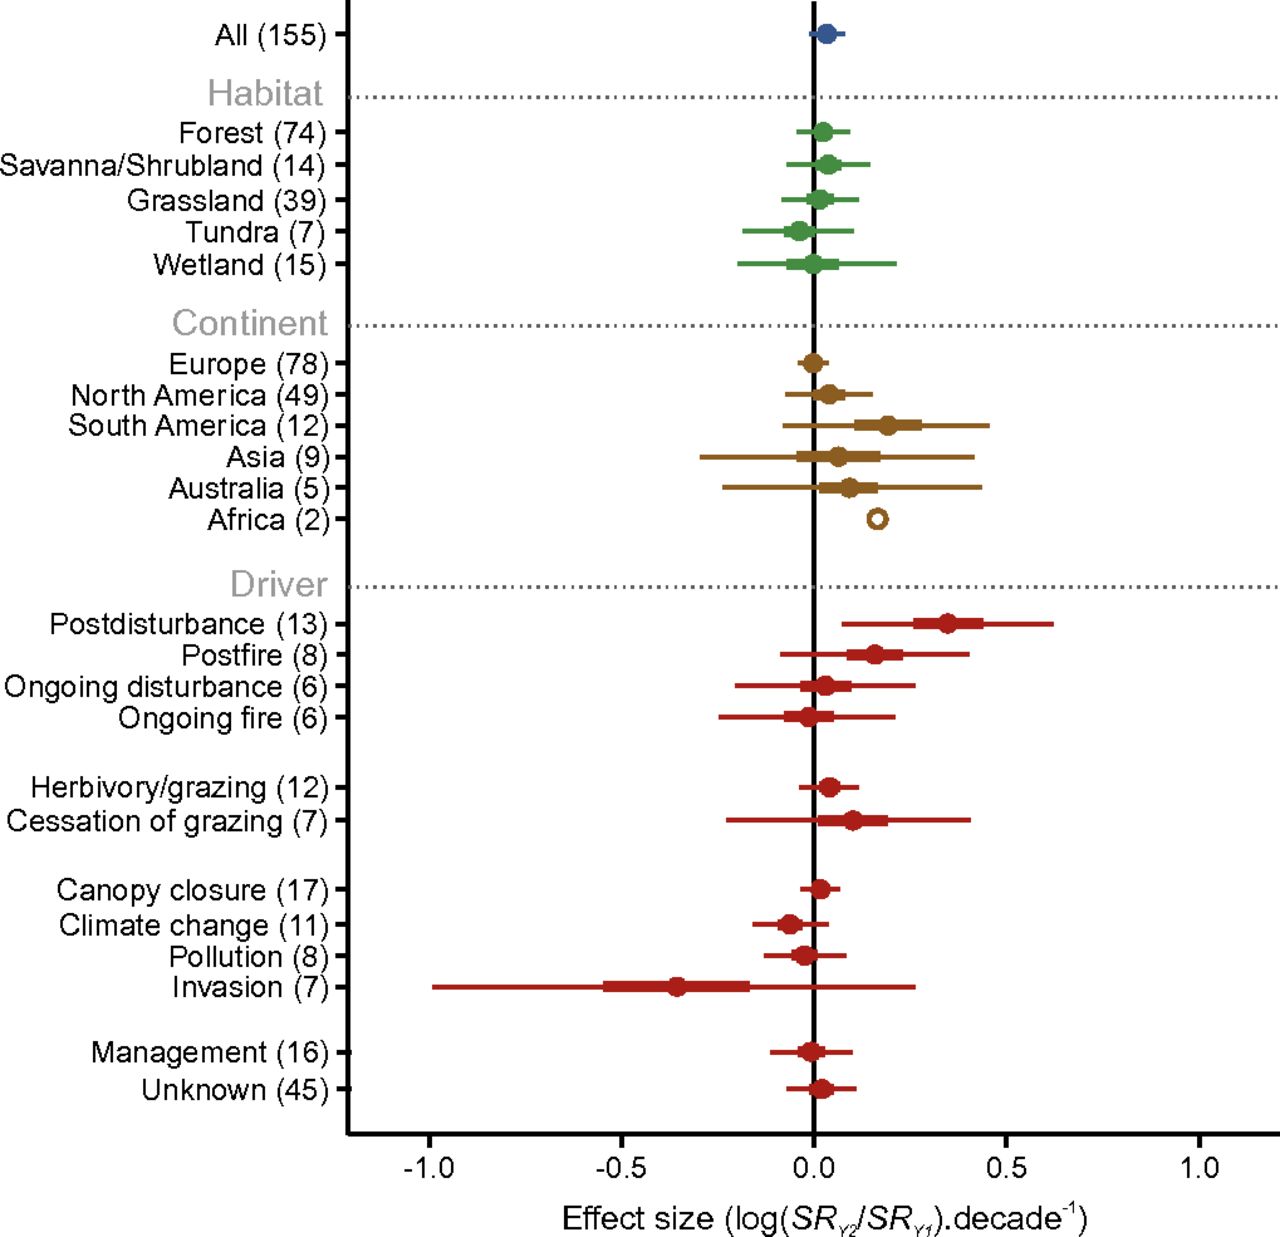 All (155)
Habitat
Forest (74)
Savanna/Shrubland (14)
Grassland (39)
Tundra (7)
Wetland (15)
Continent
Europe (78)
North America (49)
South America (12)
Asia (9)
Australia (5)
Africa (2)
Driver
Postdisturbance (13)
Postfire (8)
Ongoing disturbance (6)
Ongoing fire (6)
Herbivory/grazing (12)
Cessation of grazing (7)
Canopy closure (17)
Climate change (11)
Pollution (8)
Invasion (7)
Management (16)
Unknown (45)
-1.0 -0.5 0.0 0.5 1.0
Effect size (log(SR_Y2/SR_Y1).decade⁻¹)